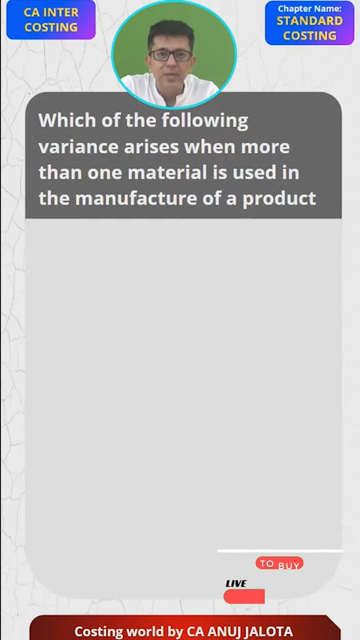 CA INTER
COSTING
Chapter Name:
STANDARD
COSTING
Which of the following
variance arises when more
than one material is used in
the manufacture of a product
TO BUY
LIVE
Costing world by CA ANUJ JALOTA